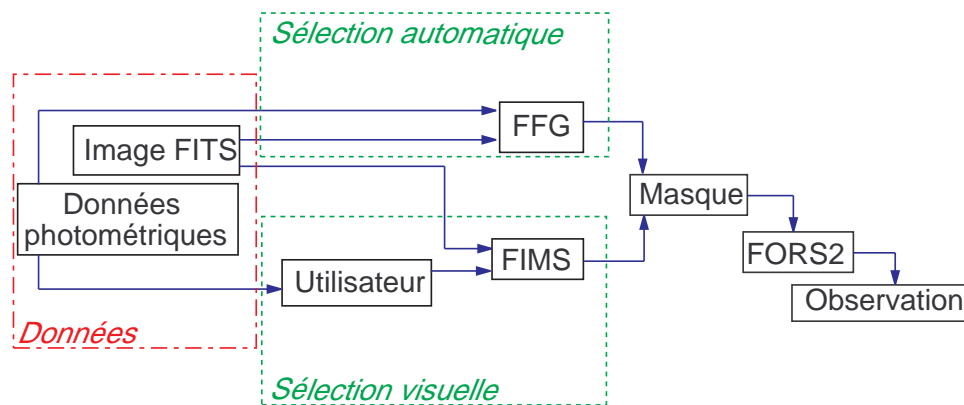 Sélection automatique
FFG
Image FITS
Données
photométriques
Masque
FIMS
Utilisateur
FORS2
Observation
Données
Sélection visuelle